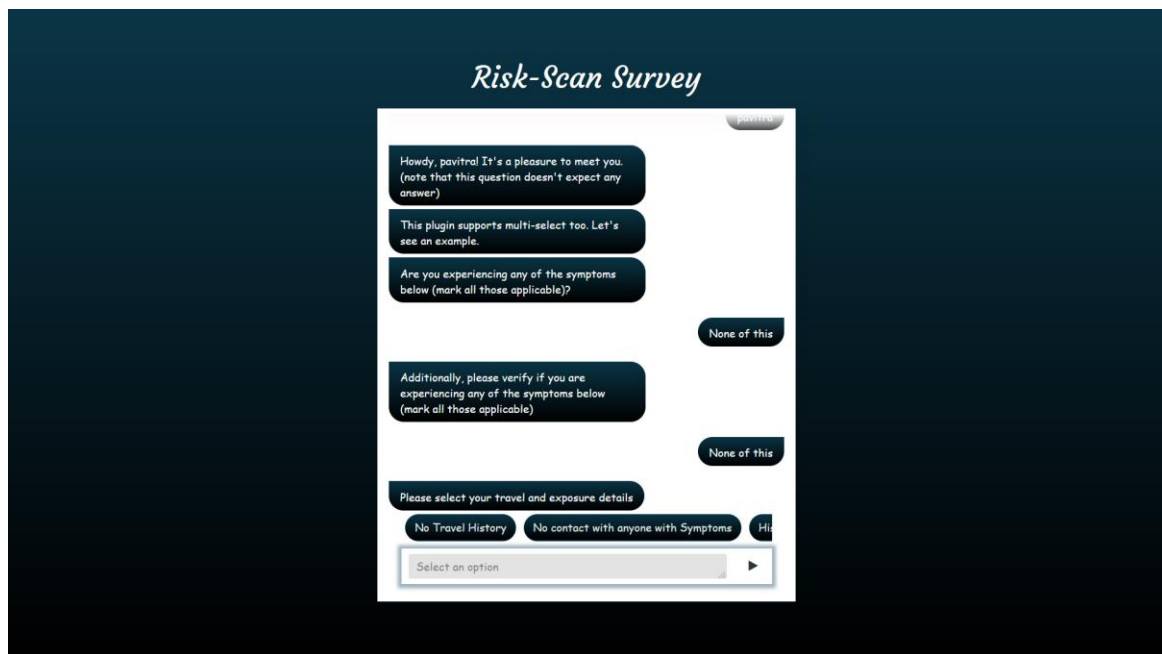 Risk-Scan Survey
pavitra
Howdy, pavitra! It's a pleasure to meet you.
(note that this question doesn't expect any
answer)
This plugin supports multi-select too. Let's
see an example.
Are you experiencing any of the symptoms
below (mark all those applicable)?
None of this
Additionally, please verify if you are
experiencing any of the symptoms below
(mark all those applicable)
None of this
Please select your travel and exposure details
No Travel History No contact with anyone with Symptoms
Select an option